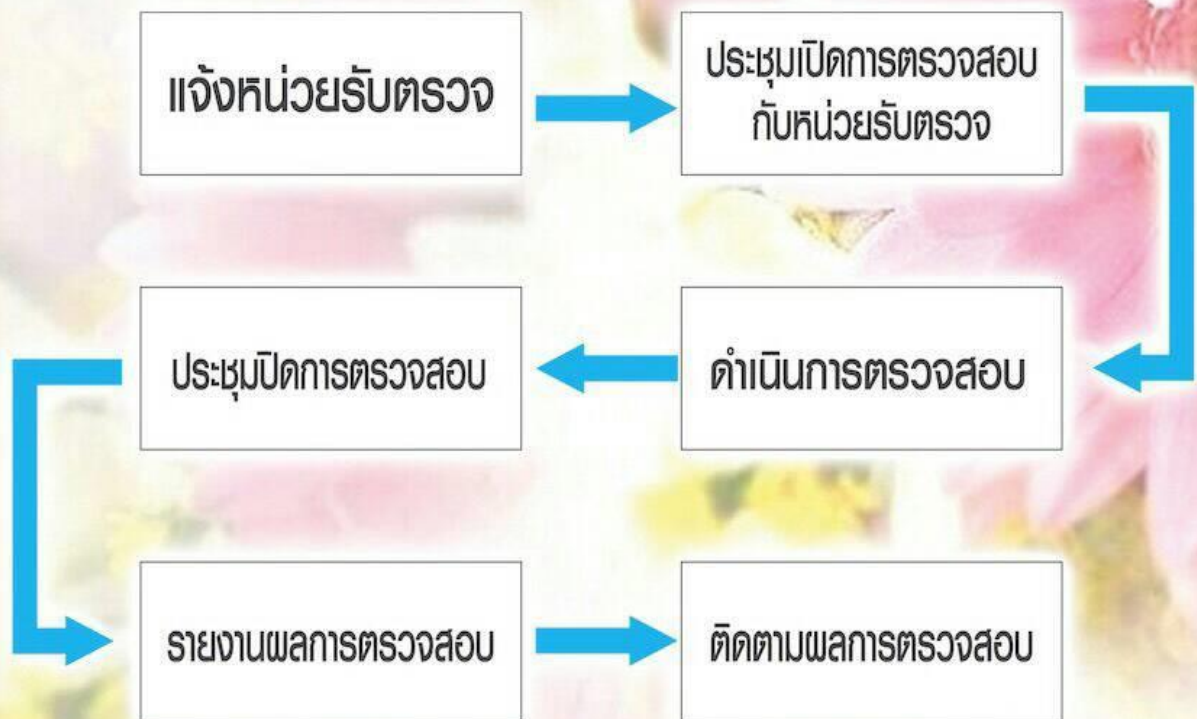 แจ้งหน่วยรับตรวจ
ประชุมเปิดการตรวจสอบ
กับหน่วยรับตรวจ
ดำเนินการตรวจสอบ
ประชุมปิดการตรวจสอบ
รายงานผลการตรวจสอบ
ติดตามผลการตรวจสอบ